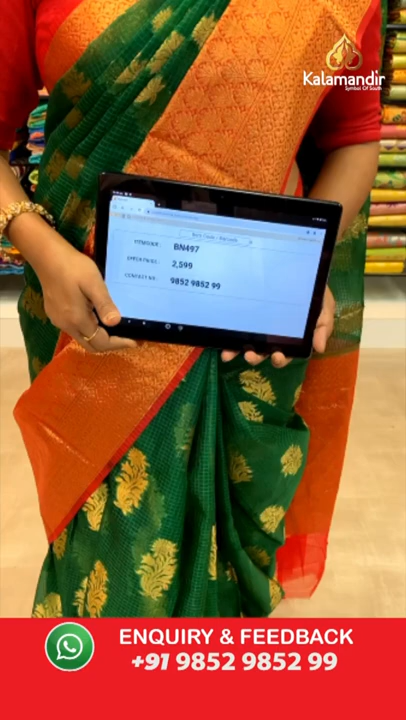 Kalamandir
Symbol Of South
ITEMCODE : BN497
OFFER PRICE : 2,599
CONTACT NO. : 9852 9852 99
ENQUIRY & FEEDBACK
+91 9852 9852 99